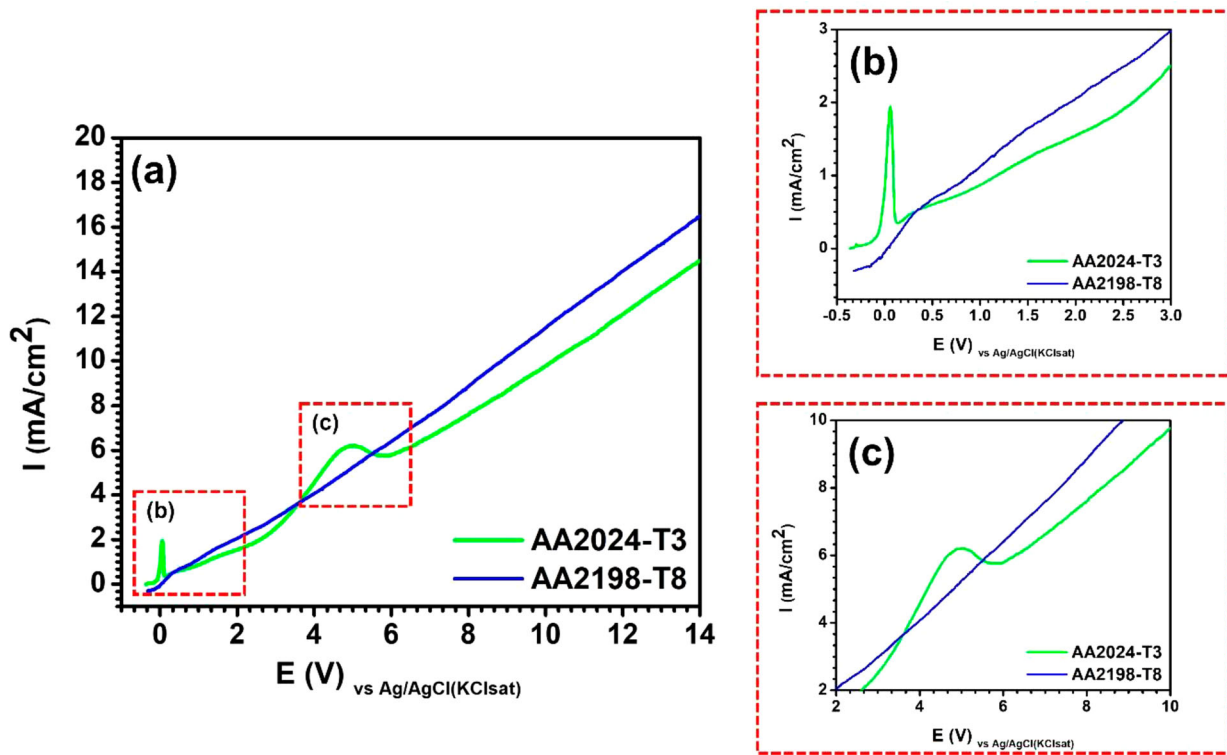 (a)
20
18
16
14
12
10
8
6
4
2
0
I (mA/cm²)
(c)
(b)
AA2024-T3
AA2198-T8
0 2 4 6 8 10 12 14
E (V) vs Ag/AgCl(KClsat)
(b)
3
2
1
0
I (mA/cm²)
AA2024-T3
AA2198-T8
-0.5 0.0 0.5 1.0 1.5 2.0 2.5 3.0
E (V) vs Ag/AgCl(KClsat)
(c)
10
8
6
4
2
I (mA/cm²)
AA2024-T3
AA2198-T8
2 4 6 8 10
E (V) vs Ag/AgCl(KClsat)